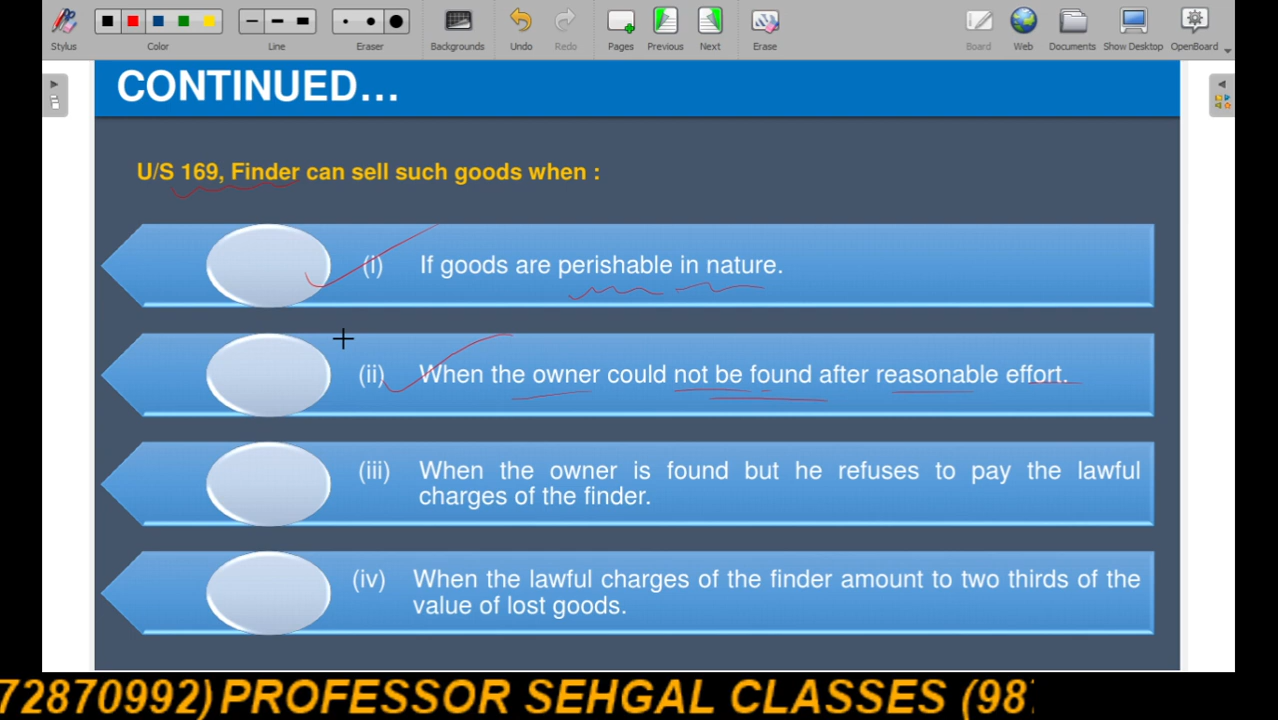 Stylus Color Line Eraser Backgrounds Undo Redo Pages Previous Next Erase Board Web Documents Show Desktop OpenBoard
CONTINUED…
U/S 169, Finder can sell such goods when :
(i) If goods are perishable in nature.
(ii) When the owner could not be found after reasonable effort.
(iii) When the owner is found but he refuses to pay the lawful
charges of the finder.
(iv) When the lawful charges of the finder amount to two thirds of the
value of lost goods.
72870992) PROFESSOR SEHGAL CLASSES (98